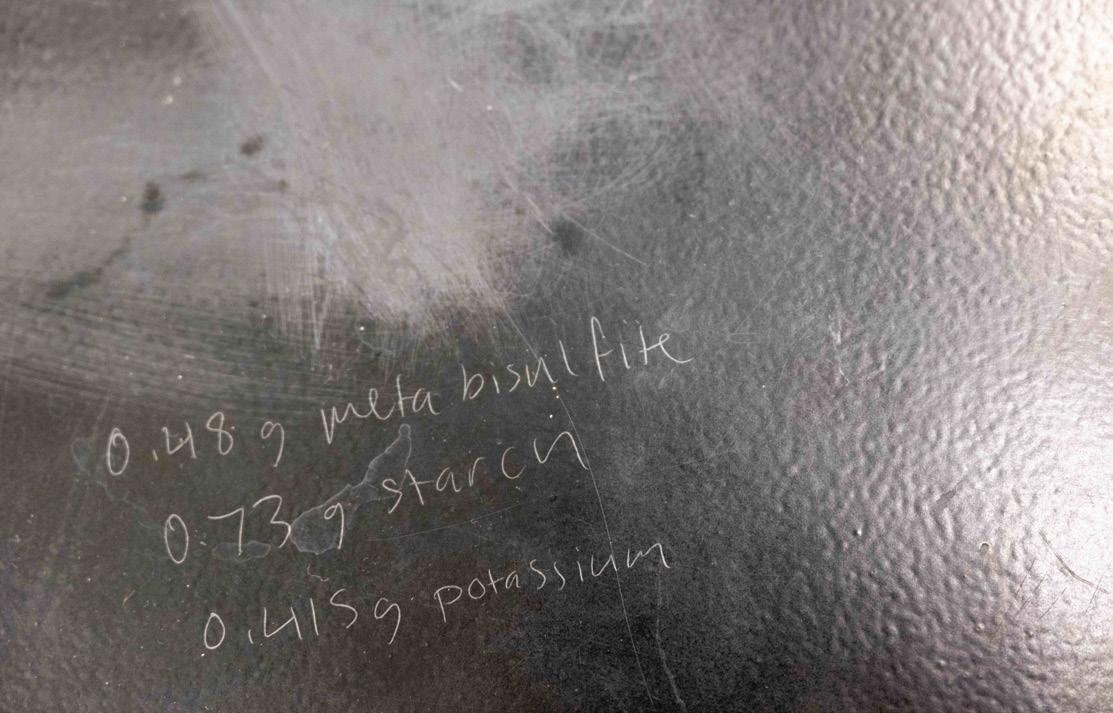 0.48 g meta bisulfite
0.73 g starch
0.415 g potassium